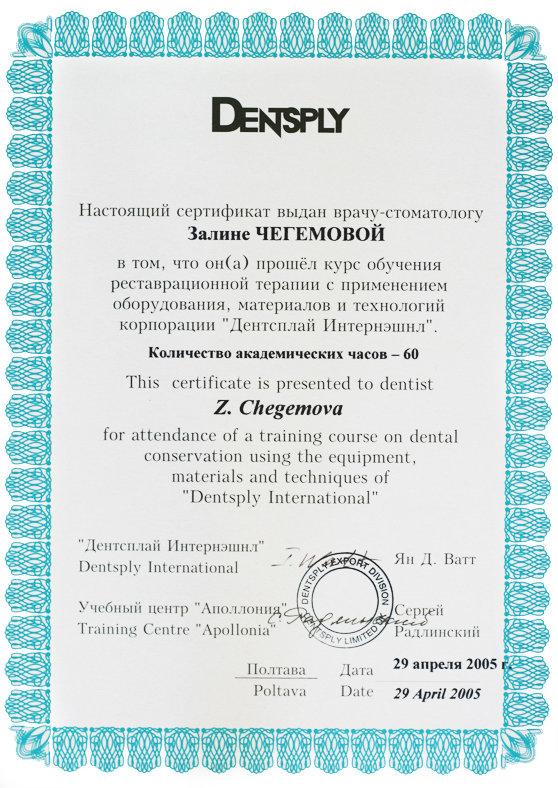 DENTSPLY
Настоящий сертификат выдан врачу-стоматологу
Залине ЧЕГЕМОВОЙ
в том, что он(а) прошёл курс обучения
реставрационной терапии с применением
оборудования, материалов и технологий
корпорации "Дентсплай Интернэшнл".
Количество академических часов – 60
This certificate is presented to dentist
Z. Chegemova
for attendance of a training course on dental
conservation using the equipment,
materials and techniques of
"Dentsply International"
"Дентсплай Интернэшнл"
Dentsply International
Ян Д. Ватт
DENTSPLY EXPORT DIVISION
DENTSPLY LIMITED
Учебный центр "Аполлония"
Training Centre "Apollonia"
Сергей
Радлинский
Полтава Дата 29 апреля 2005 г.
Poltava Date 29 April 2005